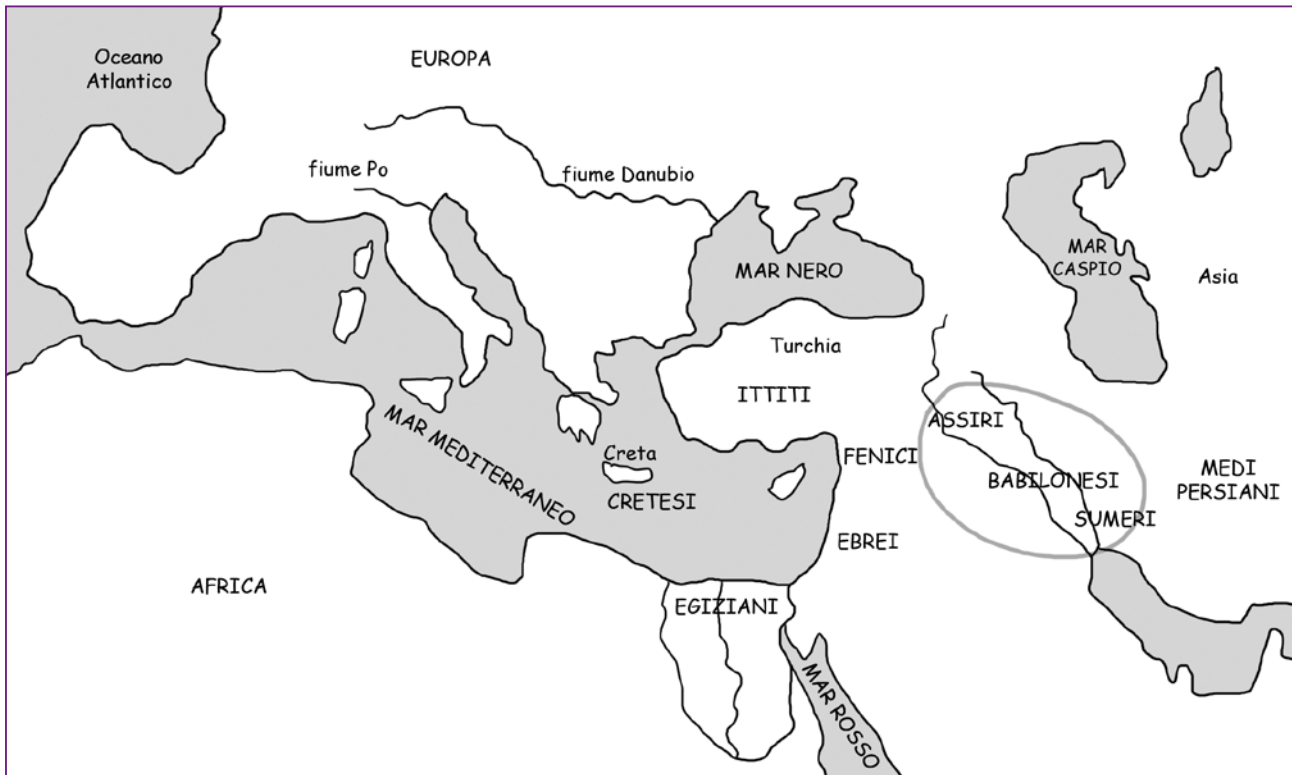 Oceano
Atlantico
EUROPA
fiume Po
fiume Danubio
MAR NERO
MAR
CASPIO
Asia
Turchia
ITTITI
ASSIRI
MAR MEDITERRANEO
Creta
CRETESI
FENICI
BABILONESI
MEDI
PERSIANI
SUMERI
EBREI
AFRICA
EGIZIANI
MAR ROSSO